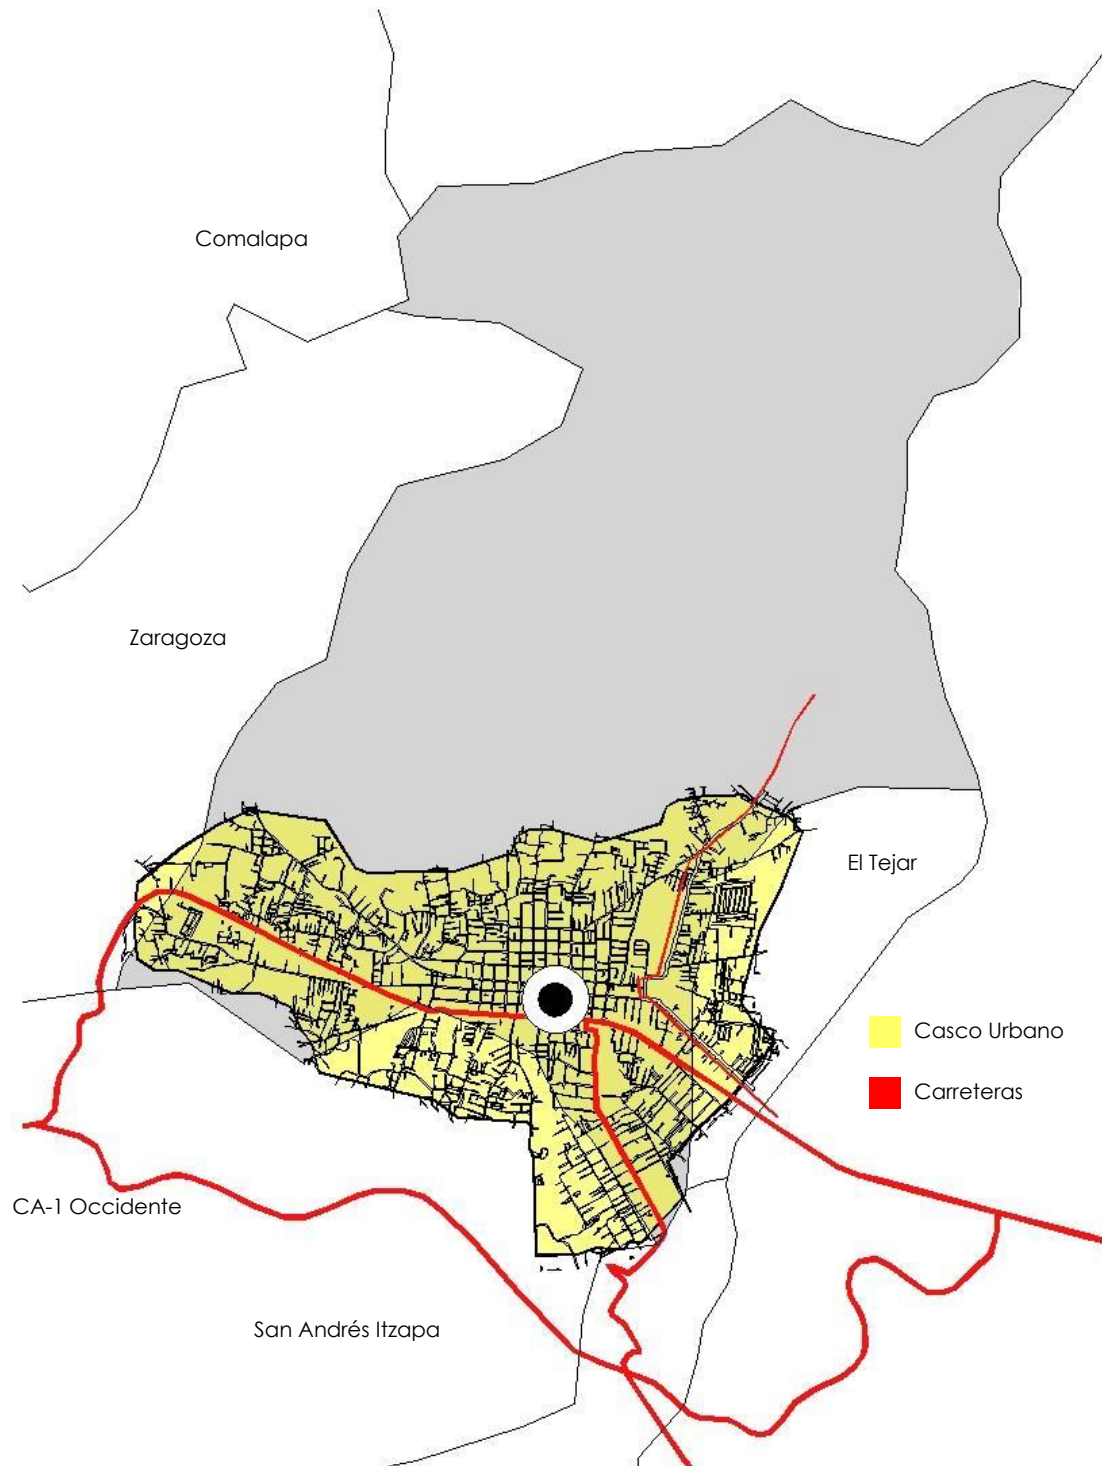 Comalapa
Zaragoza
El Tejar
Casco Urbano
Carreteras
CA-1 Occidente
San Andrés Itzapa